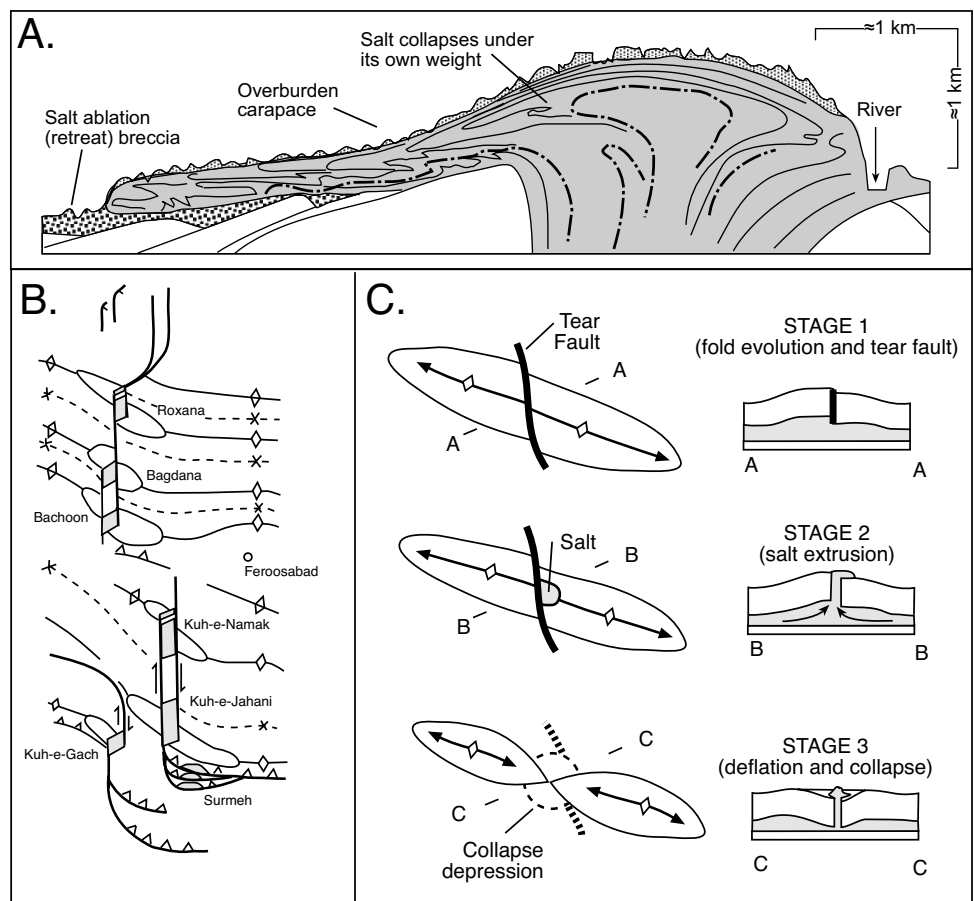 A.
Salt collapses under
its own weight
≈1 km
≈1 km
Overburden
carapace
Salt ablation
(retreat) breccia
River
B.
Roxana
Bagdana
Bachoon
Feroosabad
Kuh-e-Namak
Kuh-e-Jahani
Kuh-e-Gach
Surmeh
C.
Tear
Fault
A
A
STAGE 1
(fold evolution and tear fault)
A
A
Salt
B
B
STAGE 2
(salt extrusion)
B
B
C
C
Collapse
depression
STAGE 3
(deflation and collapse)
C
C